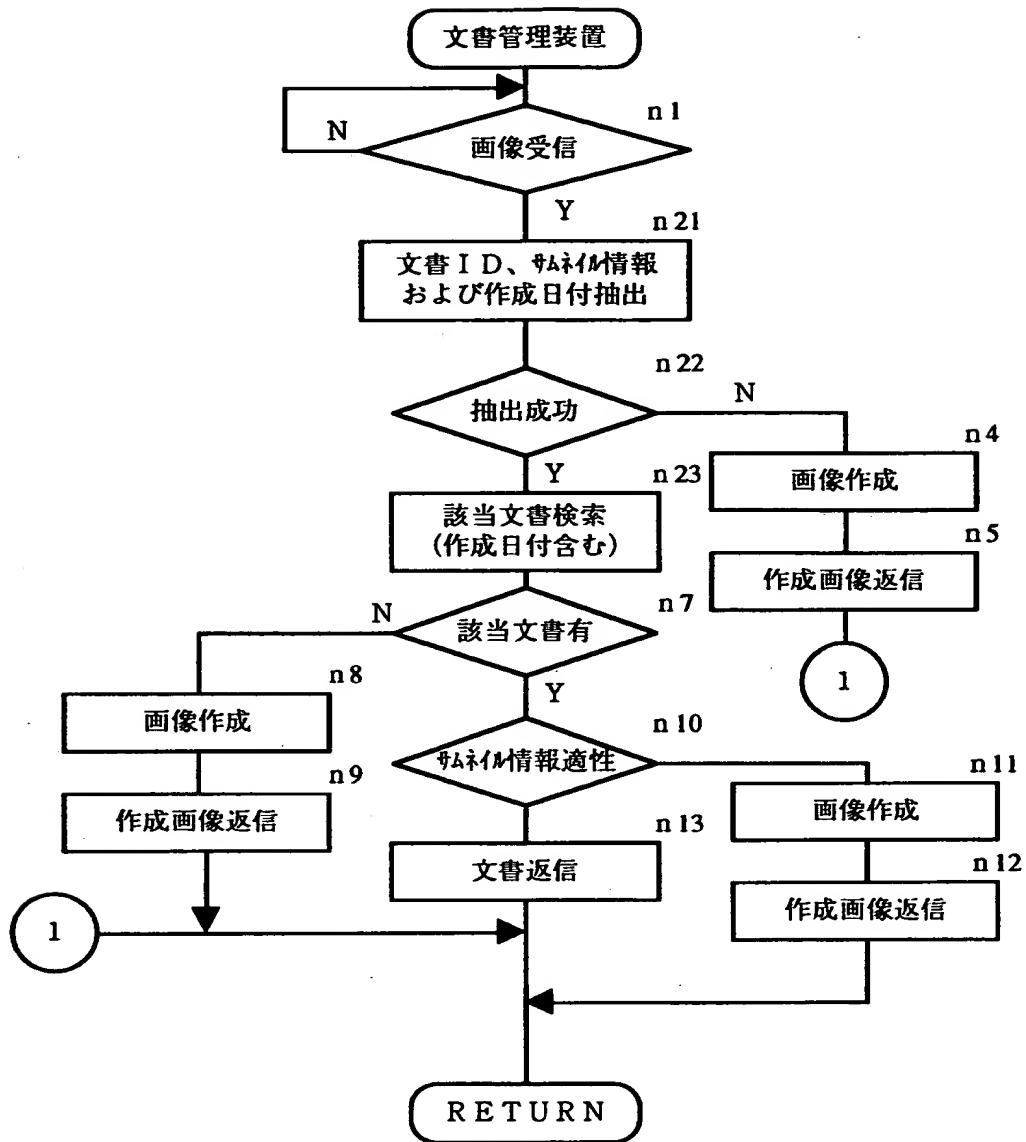 文書管理装置
n1
N
画像受信
Y
n21
文書ID、ｻﾑﾈｲﾙ情報
および作成日付抽出
n22
抽出成功
N
Y
n23
n4
画像作成
該当文書検索
(作成日付含む)
n5
作成画像返信
N
n7
該当文書有
1
Y
n8
画像作成
n10
ｻﾑﾈｲﾙ情報適性
n9
作成画像返信
n11
画像作成
n13
文書返信
n12
作成画像返信
1
RETURN